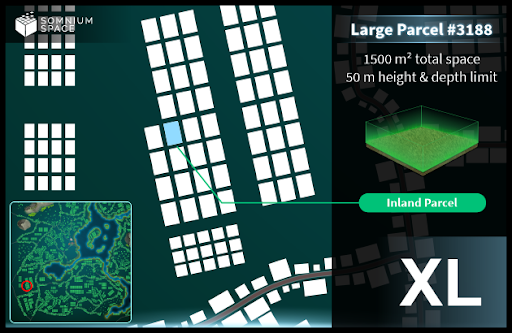 SOMNIUM
SPACE
Large Parcel #3188
1500 m² total space
50 m height & depth limit
Inland Parcel
XL